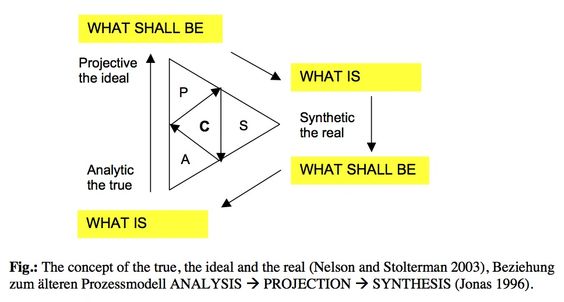 WHAT SHALL BE
Projective
the ideal
WHAT IS
P
C
S
Synthetic
the real
A
Analytic
the true
WHAT SHALL BE
WHAT IS
Fig.: The concept of the true, the ideal and the real (Nelson and Stolterman 2003), Beziehung
zum älteren Prozessmodell ANALYSIS → PROJECTION → SYNTHESIS (Jonas 1996).